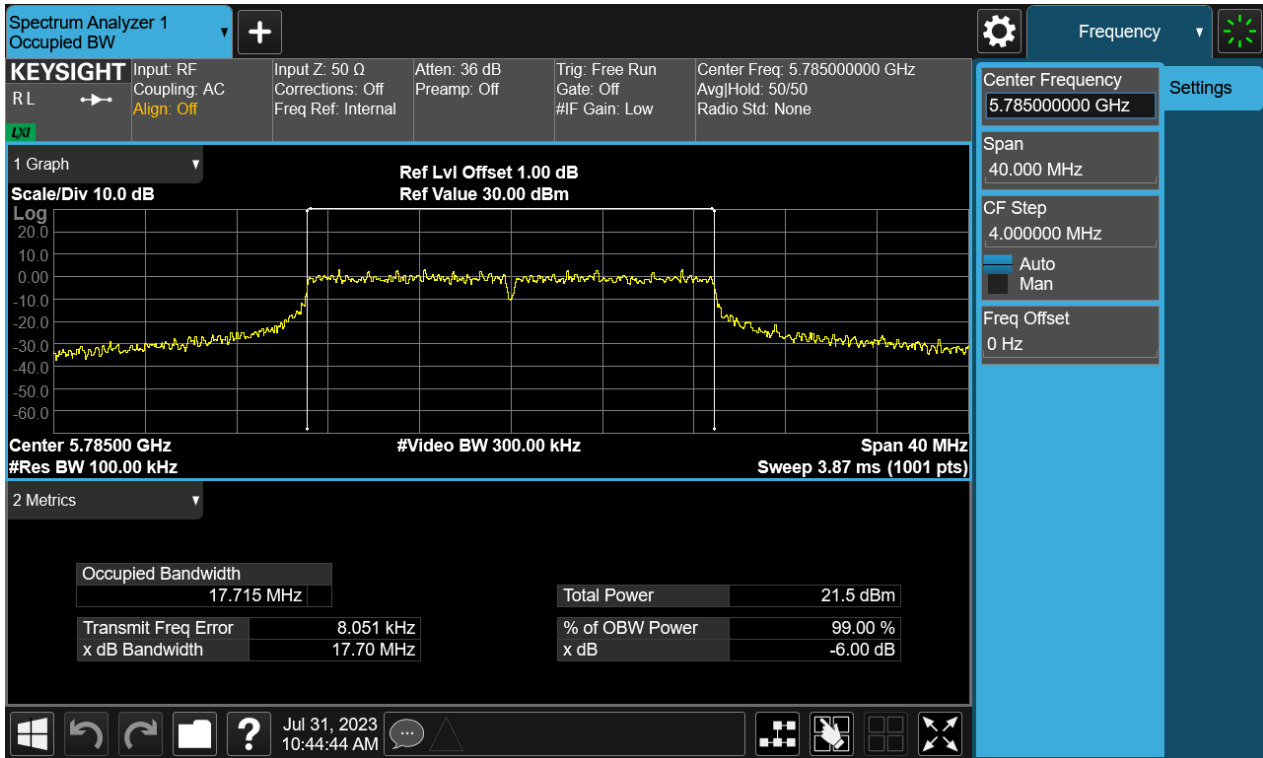 Spectrum Analyzer 1
Occupied BW
Frequency
KEYSIGHT
R L
LXI
Input: RF
Coupling: AC
Align: Off
Input Z: 50 Ω
Corrections: Off
Freq Ref: Internal
Atten: 36 dB
Preamp: Off
Trig: Free Run
Gate: Off
#IF Gain: Low
Center Freq: 5.785000000 GHz
Avg|Hold: 50/50
Radio Std: None
Center Frequency
5.785000000 GHz
Settings
Span
40.000 MHz
CF Step
4.000000 MHz
Auto
Man
Freq Offset
0 Hz
1 Graph
Scale/Div 10.0 dB
Ref Lvl Offset 1.00 dB
Ref Value 30.00 dBm
Log
20.0
10.0
0.00
-10.0
-20.0
-30.0
-40.0
-50.0
-60.0
Center 5.78500 GHz
#Video BW 300.00 kHz
Span 40 MHz
#Res BW 100.00 kHz
Sweep 3.87 ms (1001 pts)
2 Metrics
Occupied Bandwidth
17.715 MHz
Total Power 21.5 dBm
Transmit Freq Error 8.051 kHz
% of OBW Power 99.00 %
x dB Bandwidth 17.70 MHz
x dB -6.00 dB
?
Jul 31, 2023
10:44:44 AM